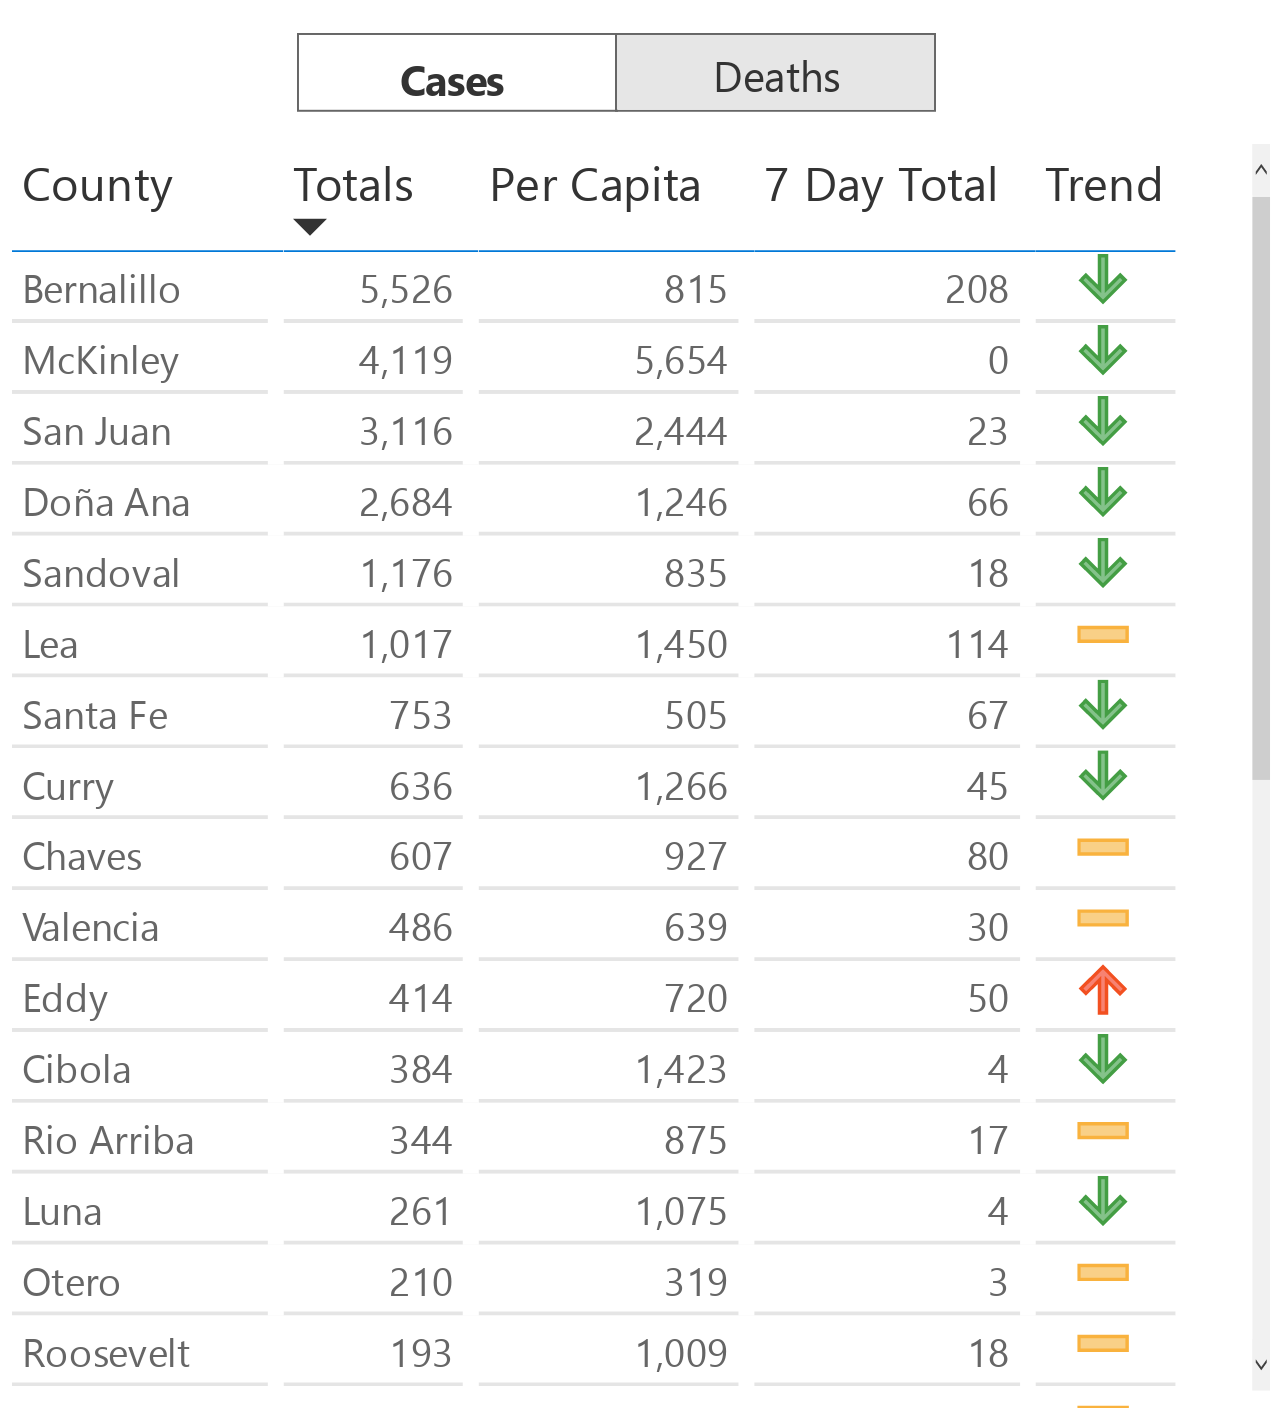 Cases Deaths
County Totals Per Capita 7 Day Total Trend
Bernalillo 5,526 815 208
McKinley 4,119 5,654 0
San Juan 3,116 2,444 23
Doña Ana 2,684 1,246 66
Sandoval 1,176 835 18
Lea 1,017 1,450 114
Santa Fe 753 505 67
Curry 636 1,266 45
Chaves 607 927 80
Valencia 486 639 30
Eddy 414 720 50
Cibola 384 1,423 4
Rio Arriba 344 875 17
Luna 261 1,075 4
Otero 210 319 3
Roosevelt 193 1,009 18